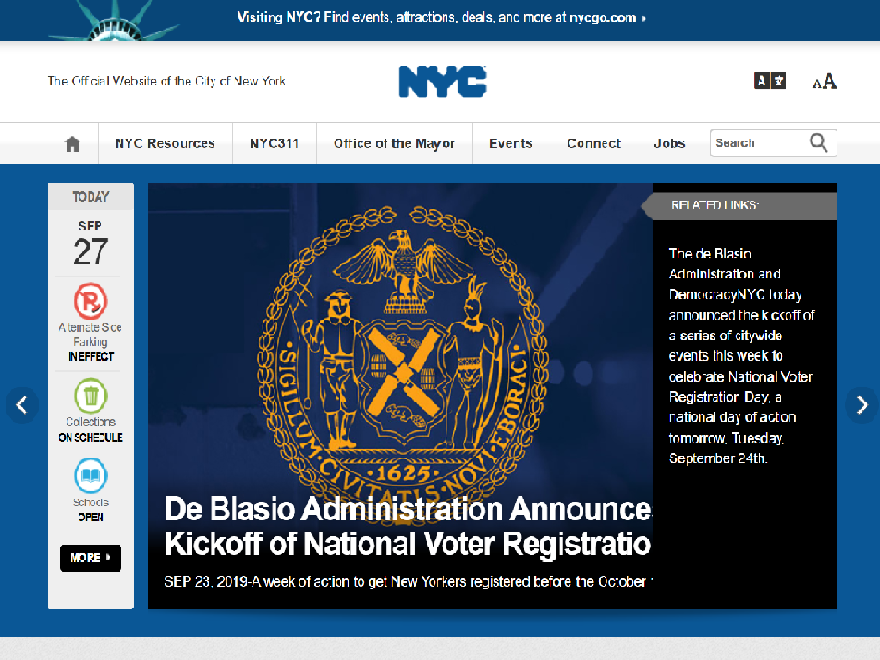 Visiting NYC? Find events, attractions, deals, and more at nycgo.com
The Official Website of the City of New York
NYC
NYC Resources
NYC311
Office of the Mayor
Events
Connect
Jobs
Search
TODAY
SEP
27
Alternate Side
Parking
IN EFFECT
Collections
ON SCHEDULE
Schools
OPEN
MORE
SIGILLUM CIVITATIS NOVI EBORACI
1625
De Blasio Administration Announce
Kickoff of National Voter Registratio
SEP 23, 2019-A week of action to get New Yorkers registered before the October
RELATED LINKS:
The de Blasio
Administration and
DemocracyNYC today
announced the kickoff of
a series of citywide
events this week to
celebrate National Voter
Registration Day, a
national day of action
tomorrow, Tuesday,
September 24th.